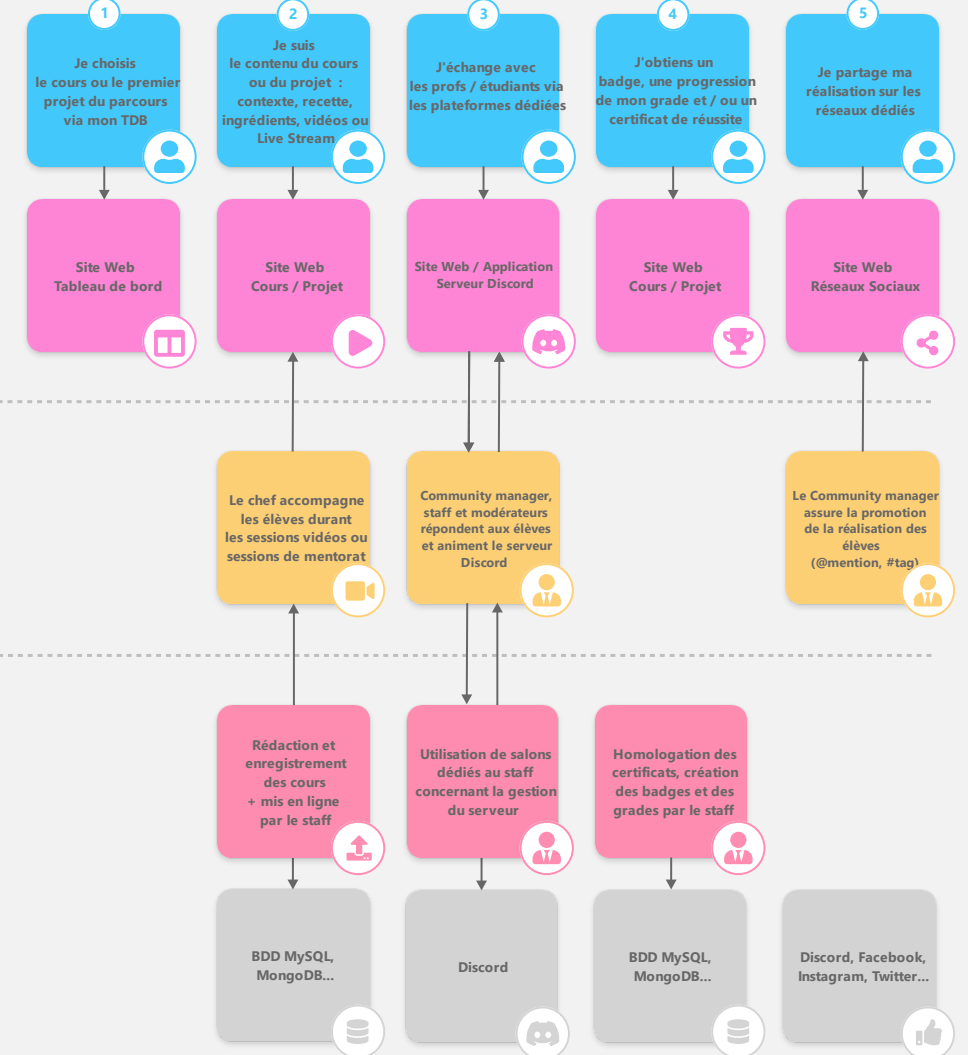 1
Je choisis
le cours ou le premier
projet du parcours
via mon TDB
2
Je suis
le contenu du cours
ou du projet :
contexte, recette,
ingrédients, vidéos ou
Live Stream
3
J'échange avec
les profs / étudiants via
les plateformes dédiées
4
J'obtiens un
badge, une progression
de mon grade et / ou un
certificat de réussite
5
Je partage ma
réalisation sur les
réseaux dédiés
Site Web
Tableau de bord
Site Web
Cours / Projet
Site Web / Application
Serveur Discord
Site Web
Cours / Projet
Site Web
Réseaux Sociaux
Le chef accompagne
les élèves durant
les sessions vidéos ou
sessions de mentorat
Community manager,
staff et modérateurs
répondent aux élèves
et animent le serveur
Discord
Le Community manager
assure la promotion
de la réalisation des
élèves
(@mention, #tag)
Rédaction et
enregistrement
des cours
+ mis en ligne
par le staff
Utilisation de salons
dédiés au staff
concernant la gestion
du serveur
Homologation des
certificats, création
des badges et des
grades par le staff
BDD MySQL,
MongoDB...
Discord
BDD MySQL,
MongoDB...
Discord, Facebook,
Instagram, Twitter...